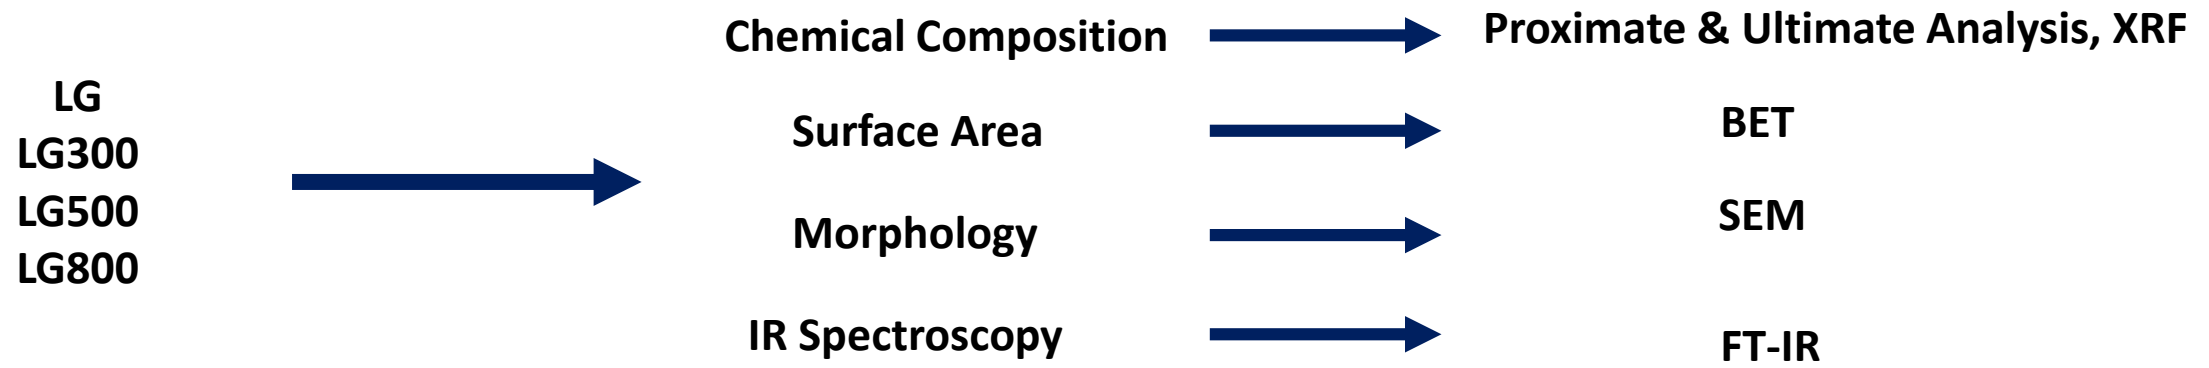 LG
LG300
LG500
LG800
Chemical Composition
Proximate & Ultimate Analysis, XRF
Surface Area
BET
Morphology
SEM
IR Spectroscopy
FT-IR